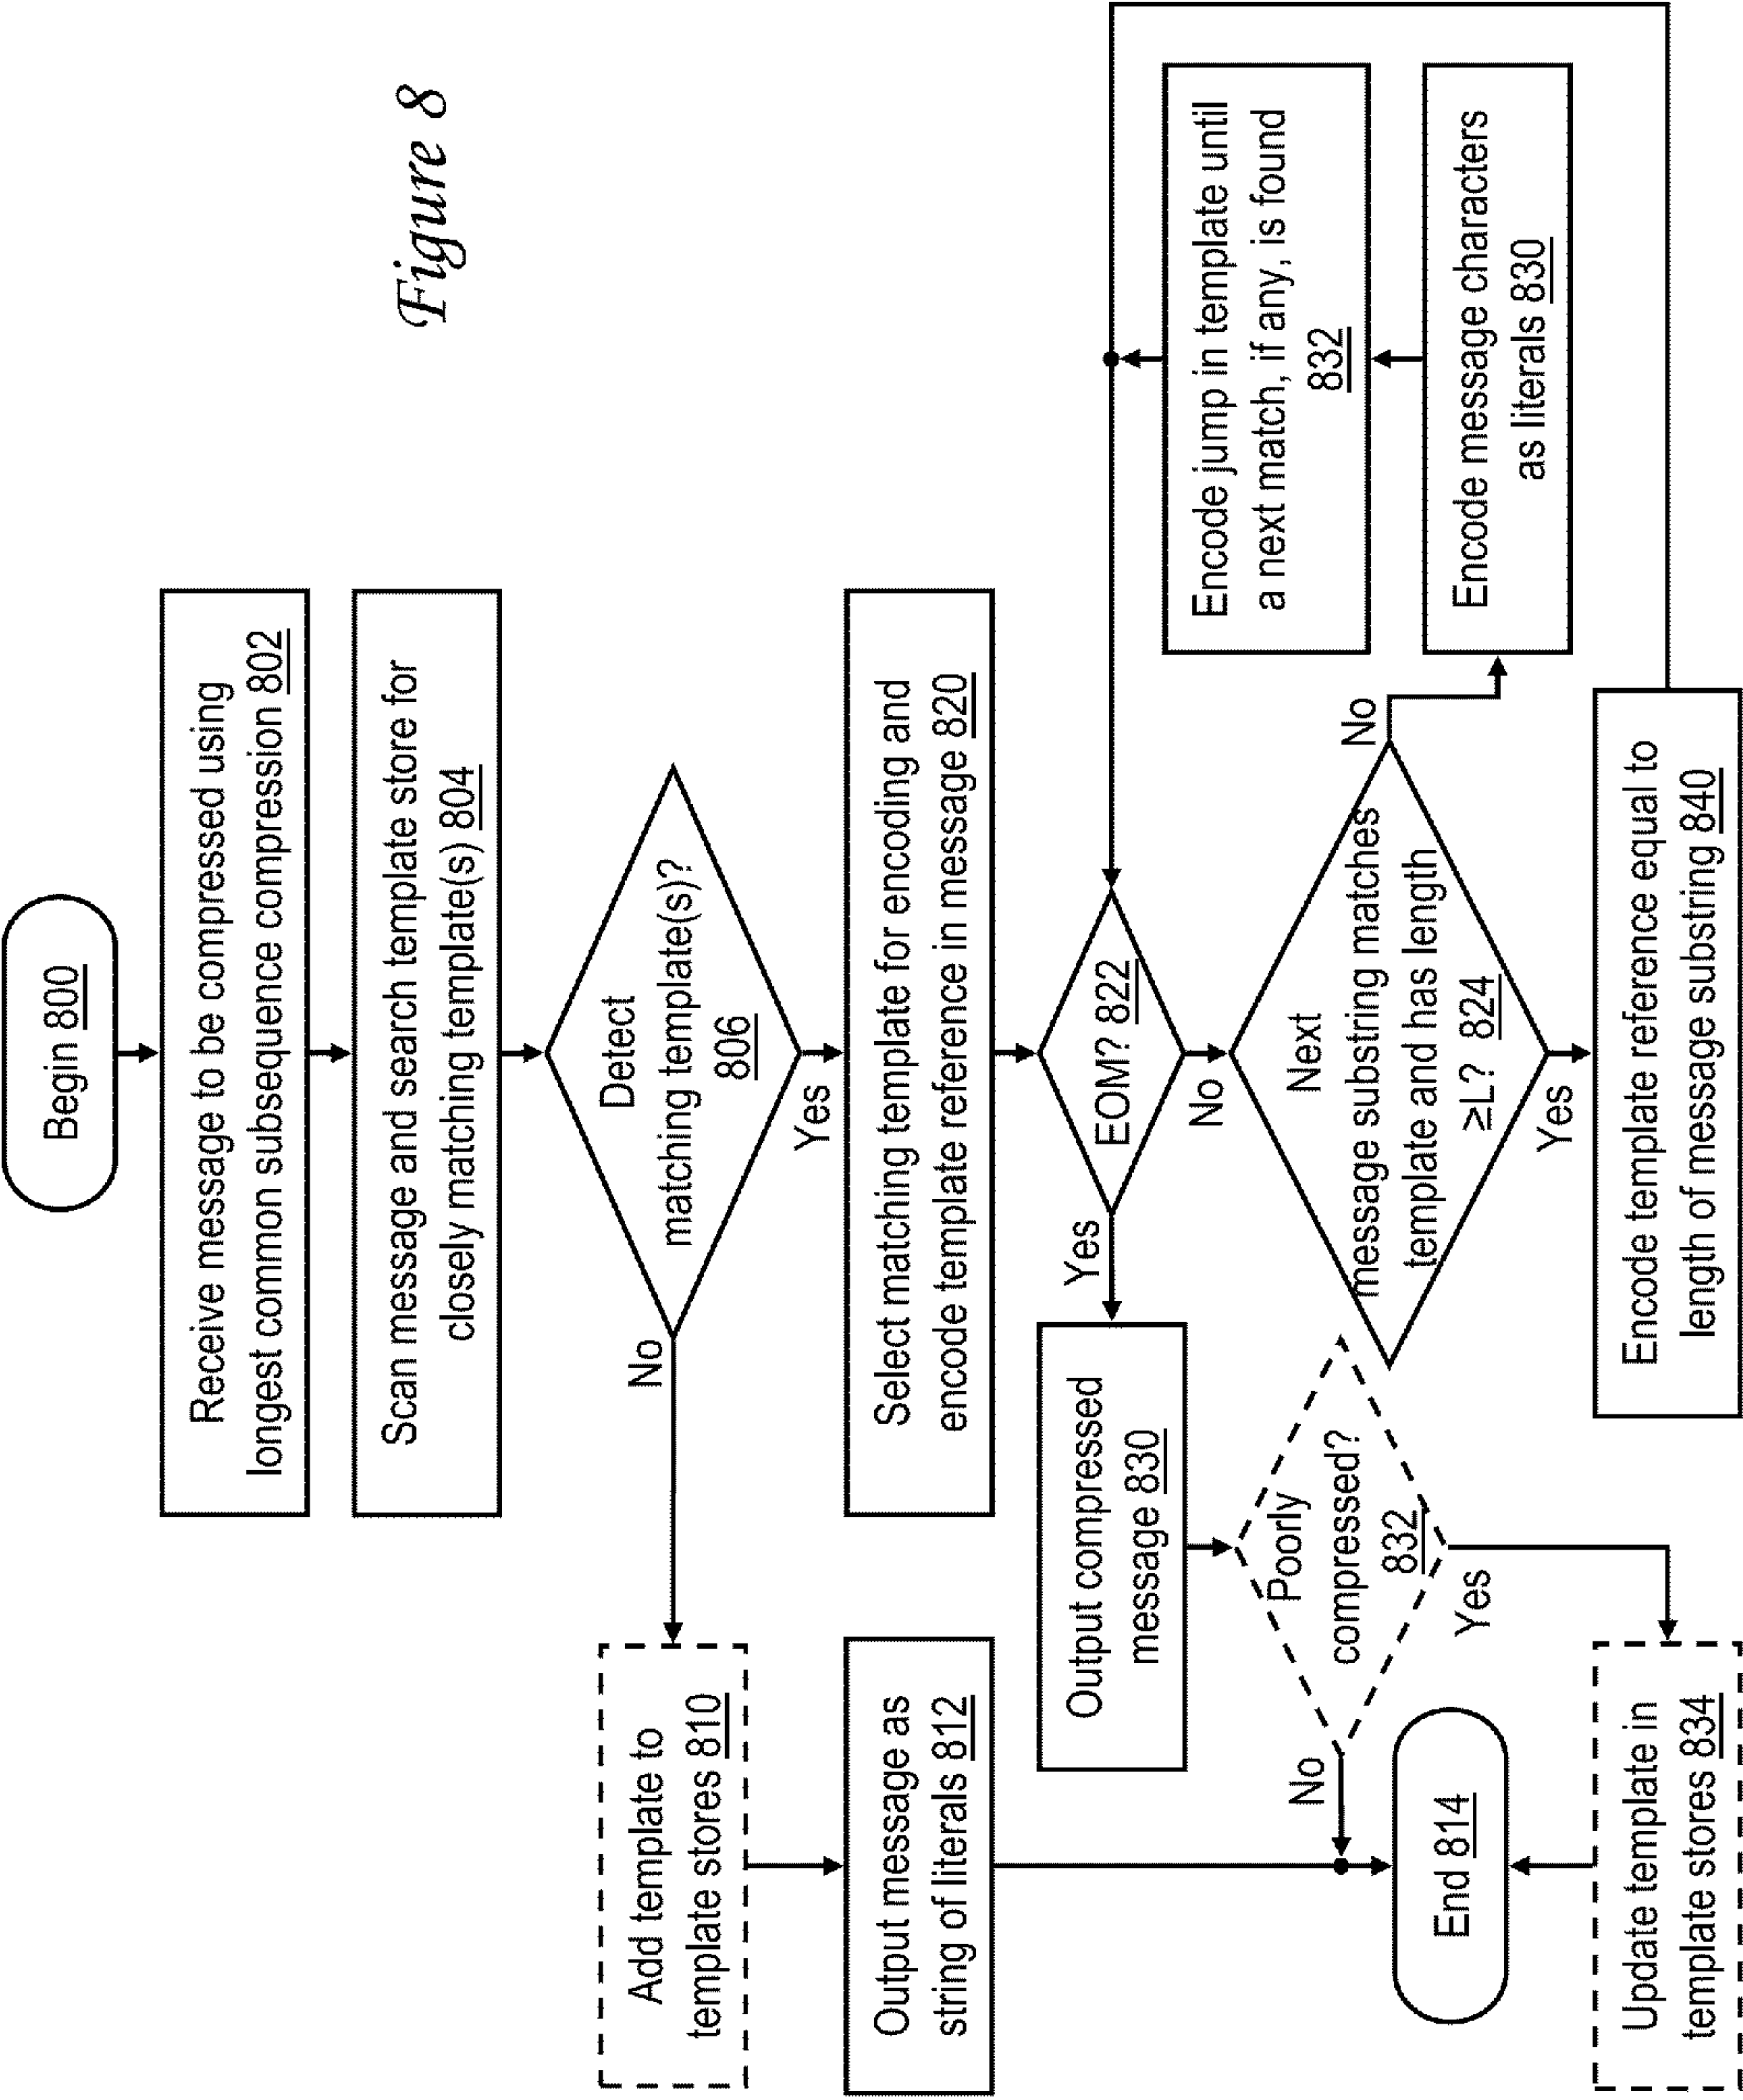 Begin 800
Receive message to be compressed using
longest common subsequence compression 802
Scan message and search template store for
closely matching template(s) 804
Detect
matching template(s)?
806
No
Yes
Add template to
template stores 810
Output message as
string of literals 812
Select matching template for encoding and
encode template reference in message 820
EOM? 822
Yes
No
Output compressed
message 830
Poorly
compressed?
832
No
Yes
End 814
Update template in
template stores 834
Next
message substring matches
template and has length
≥L? 824
No
Yes
Encode message characters
as literals 830
Encode jump in template until
a next match, if any, is found
832
Encode template reference equal to
length of message substring 840
Figure 8